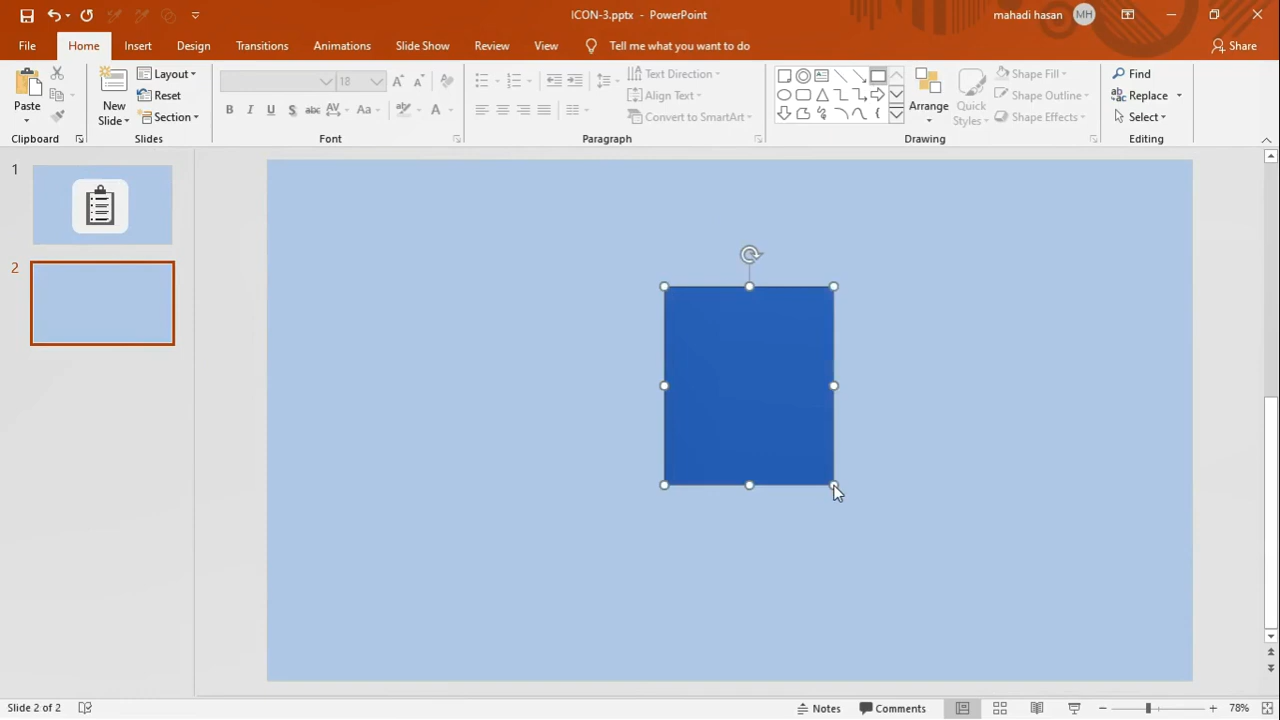 ICON-3.pptx - PowerPoint
mahadi hasan MH
File Home Insert Design Transitions Animations Slide Show Review View Tell me what you want to do Share
Paste
New Slide
Layout
Reset
Section
18
B I U S abc AV Aa A
Text Direction
Align Text
Convert to SmartArt
Arrange
Quick Styles
Shape Fill
Shape Outline
Shape Effects
Find
Replace
Select
Clipboard Slides Font Paragraph Drawing Editing
1
2
Slide 2 of 2 Notes Comments 78%